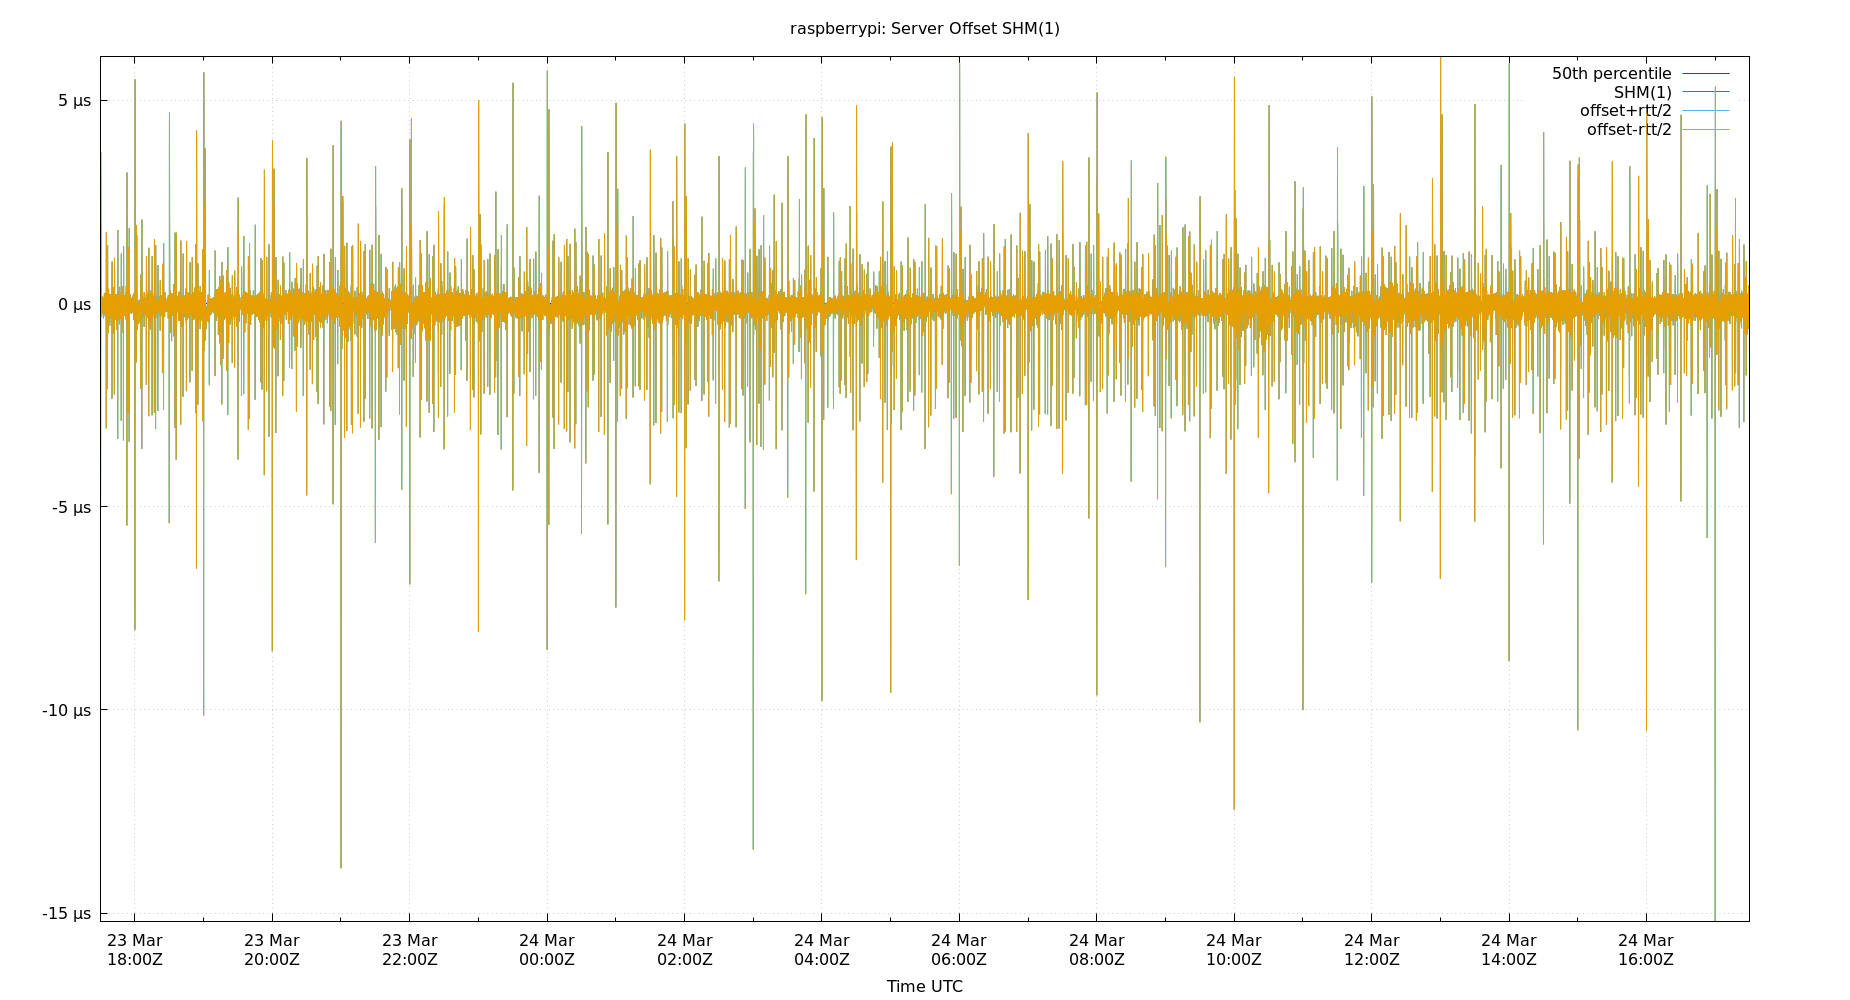 raspberrypi: Server Offset SHM(1)
50th percentile
SHM(1)
offset+rtt/2
offset-rtt/2
5 µs
0 µs
-5 µs
-10 µs
-15 µs
23 Mar 23 Mar 23 Mar 24 Mar 24 Mar 24 Mar 24 Mar 24 Mar 24 Mar 24 Mar 24 Mar 24 Mar
18:00Z 20:00Z 22:00Z 00:00Z 02:00Z 04:00Z 06:00Z 08:00Z 10:00Z 12:00Z 14:00Z 16:00Z
Time UTC